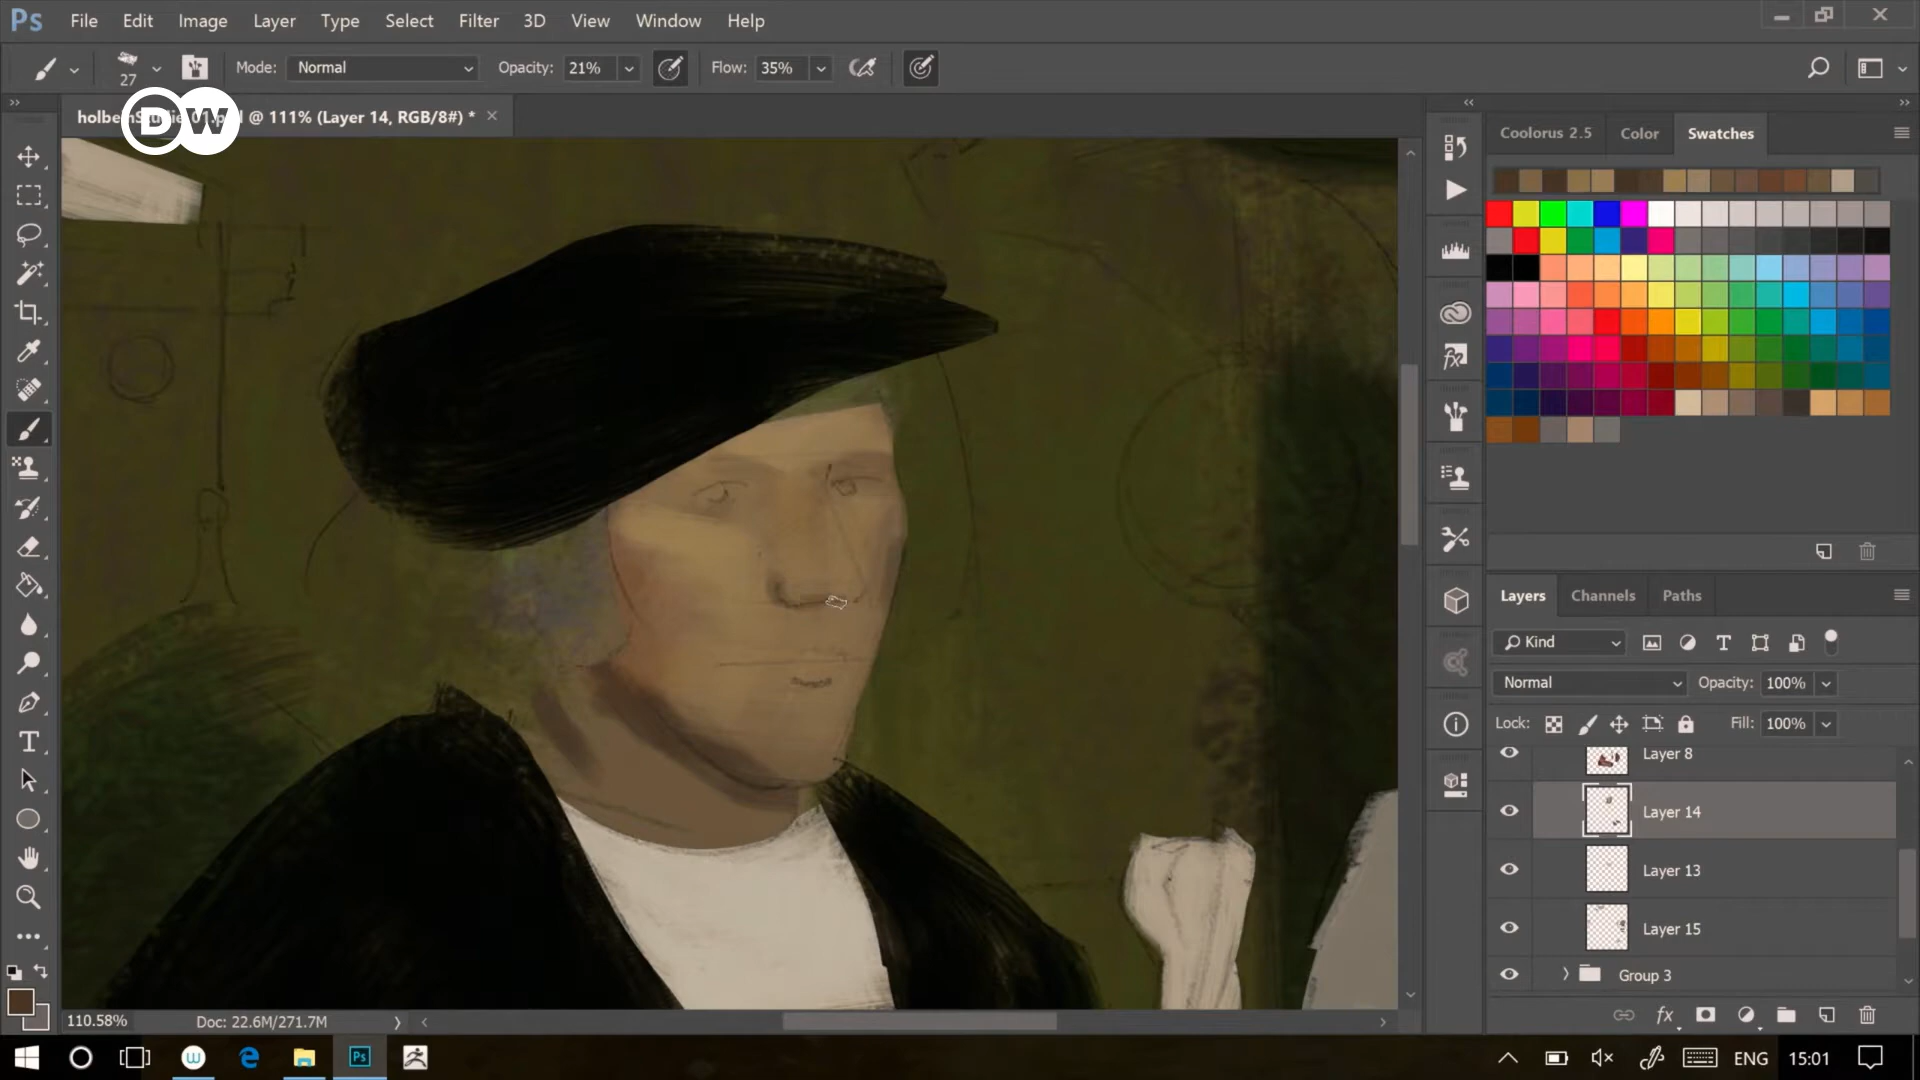 Ps File Edit Image Layer Type Select Filter 3D View Window Help
27 Mode: Normal Opacity: 21% Flow: 35%
DW
@ 111% (Layer 14, RGB/8#) *
Coolorus 2.5 Color Swatches
Layers Channels Paths
Kind
Normal Opacity: 100%
Lock: Fill: 100%
Layer 8
Layer 14
Layer 13
Layer 15
Group 3
fx
110.58% Doc: 22.6M/271.7M
Ps ENG 15:01